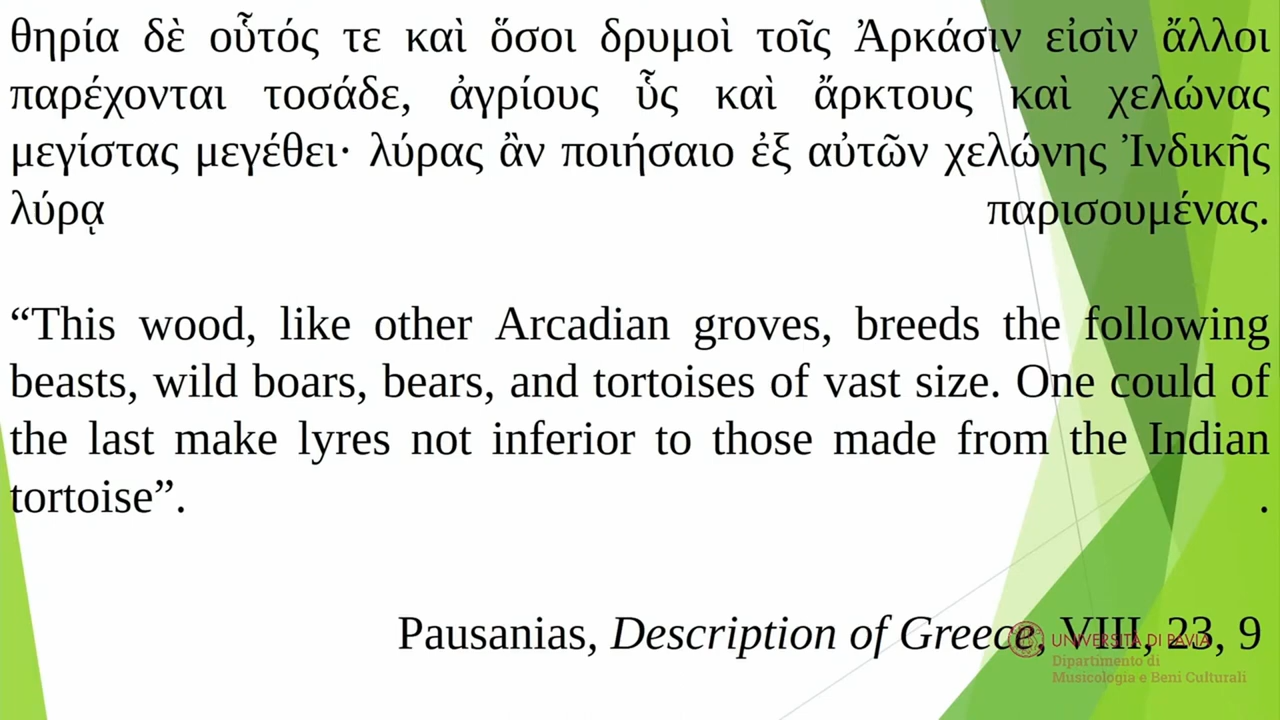 θηρία δὲ οὗτός τε καὶ ὅσοι δρυμοὶ τοῖς Ἀρκάσιν εἰσὶν ἄλλοι
παρέχονται τοσάδε, ἀγρίους ὗς καὶ ἄρκτους καὶ χελώνας
μεγίστας μεγέθει· λύρας ἂν ποιήσαιο ἐξ αὐτῶν χελώνης Ἰνδικῆς
λύρᾳ παρισουμένας.
“This wood, like other Arcadian groves, breeds the following
beasts, wild boars, bears, and tortoises of vast size. One could of
the last make lyres not inferior to those made from the Indian
tortoise”. .
Pausanias, Description of Greece, VIII, 23, 9
UNIVERSITÀ DI PAVIA
Dipartimento di
Musicologia e Beni Culturali